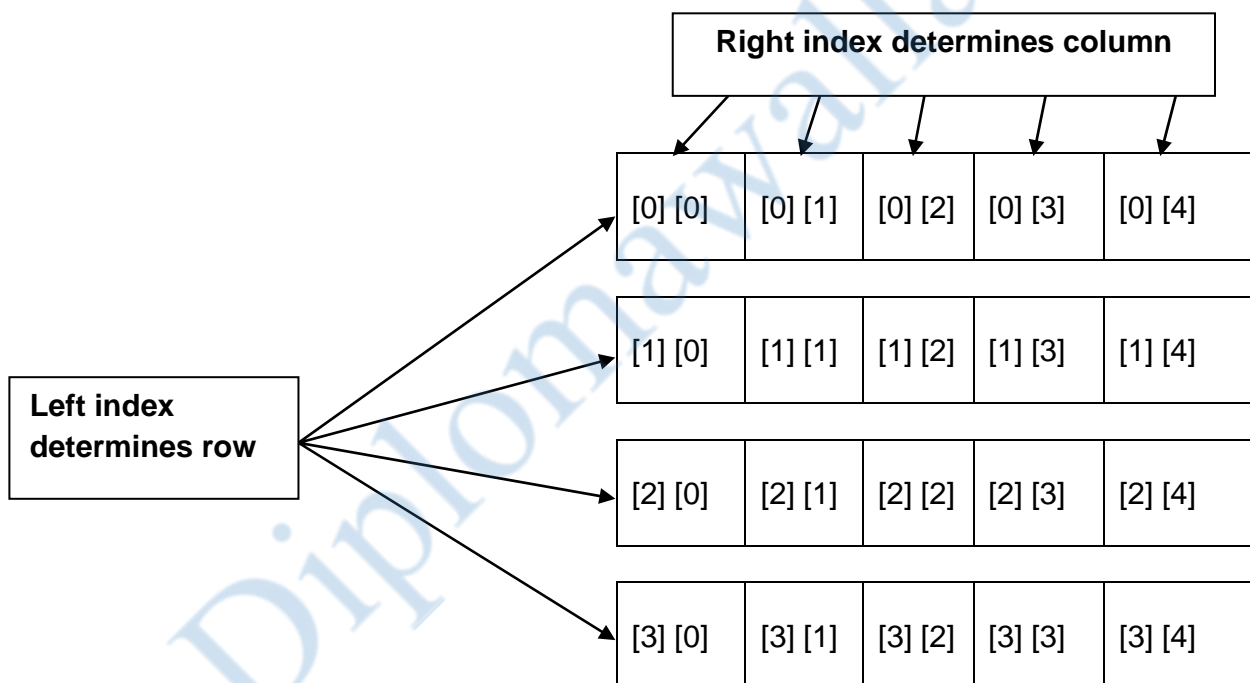 Right index determines column
[0] [0] [0] [1] [0] [2] [0] [3] [0] [4]
[1] [0] [1] [1] [1] [2] [1] [3] [1] [4]
Left index
determines row
[2] [0] [2] [1] [2] [2] [2] [3] [2] [4]
[3] [0] [3] [1] [3] [2] [3] [3] [3] [4]
Diplomawalla